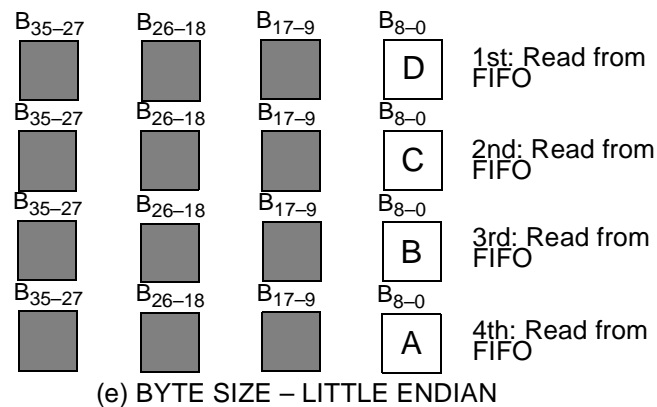 B35–27 B26–18 B17–9 B8–0
D 1st: Read from
FIFO
B35–27 B26–18 B17–9 B8–0
C 2nd: Read from
FIFO
B35–27 B26–18 B17–9 B8–0
B 3rd: Read from
FIFO
B35–27 B26–18 B17–9 B8–0
A 4th: Read from
FIFO
(e) BYTE SIZE – LITTLE ENDIAN